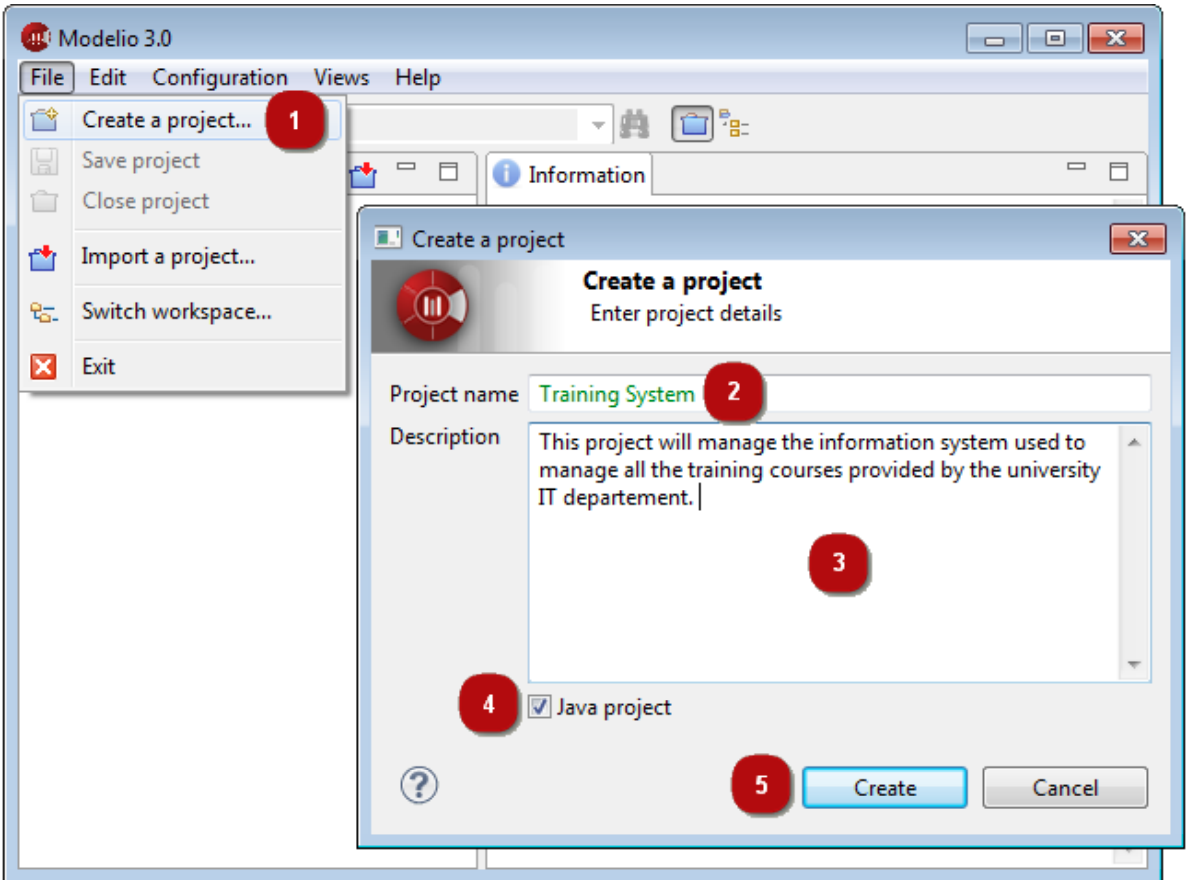 Modelio 3.0
File Edit Configuration Views Help
Create a project... 1
Save project
Close project
Import a project...
Switch workspace...
Exit
Information
Create a project
Create a project
Enter project details
Project name Training System 2
Description This project will manage the information system used to
manage all the training courses provided by the university
IT departement.
3
4 Java project
? 5 Create Cancel